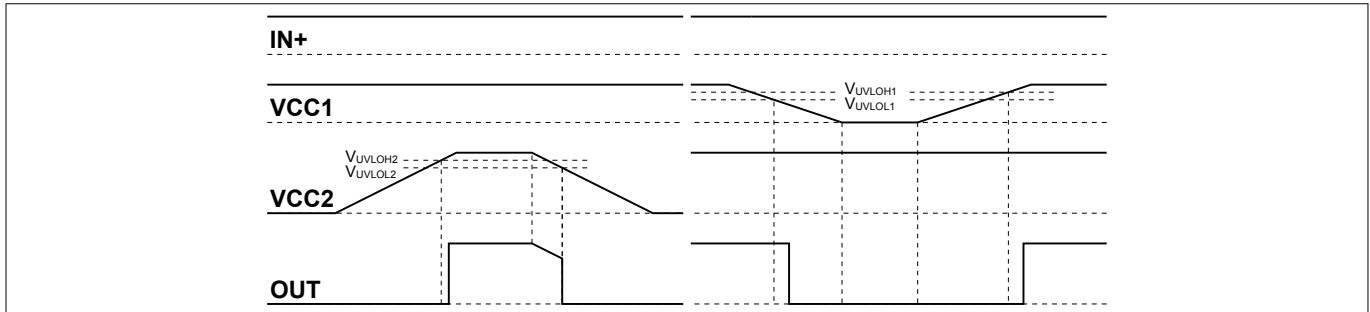 IN+
VCC1
VUVLOH1
VUVLOL1
VUVLOH2
VUVLOL2
VCC2
OUT